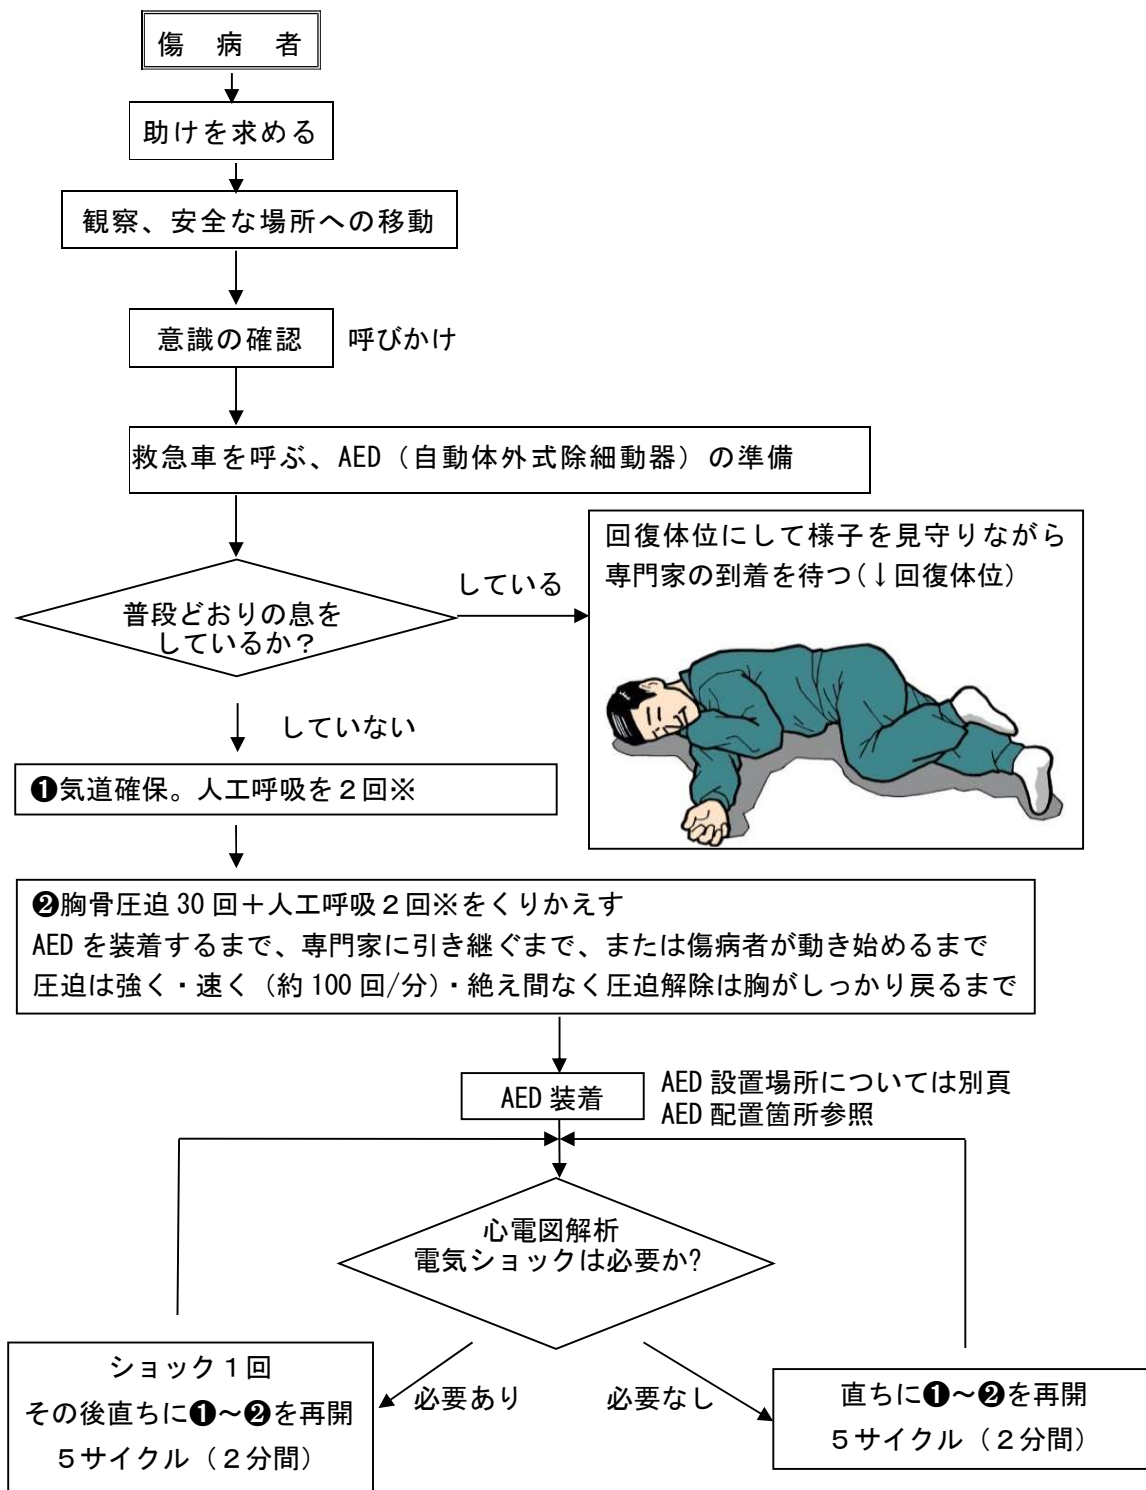 傷　病　者
助けを求める
観察、安全な場所への移動
意識の確認
呼びかけ
救急車を呼ぶ、AED（自動体外式除細動器）の準備
普段どおりの息を
しているか？
している
回復体位にして様子を見守りながら
専門家の到着を待つ(↓回復体位)
していない
❶気道確保。人工呼吸を２回※
❷胸骨圧迫 30 回＋人工呼吸２回※をくりかえす
AED を装着するまで、専門家に引き継ぐまで、または傷病者が動き始めるまで
圧迫は強く・速く（約 100 回/分)・絶え間なく圧迫解除は胸がしっかり戻るまで
AED 装着
AED 設置場所については別頁
AED 配置箇所参照
心電図解析
電気ショックは必要か?
必要あり
必要なし
ショック１回
その後直ちに❶～❷を再開
５サイクル（２分間）
直ちに❶～❷を再開
５サイクル（２分間）